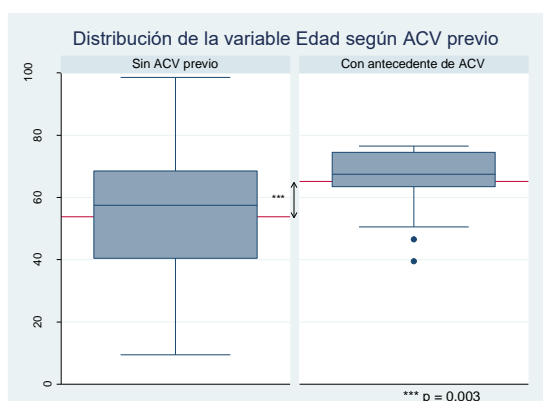 Distribución de la variable Edad según ACV previo
Sin ACV previo
Con antecedente de ACV
100
80
60
40
20
0
***
*** p = 0.003